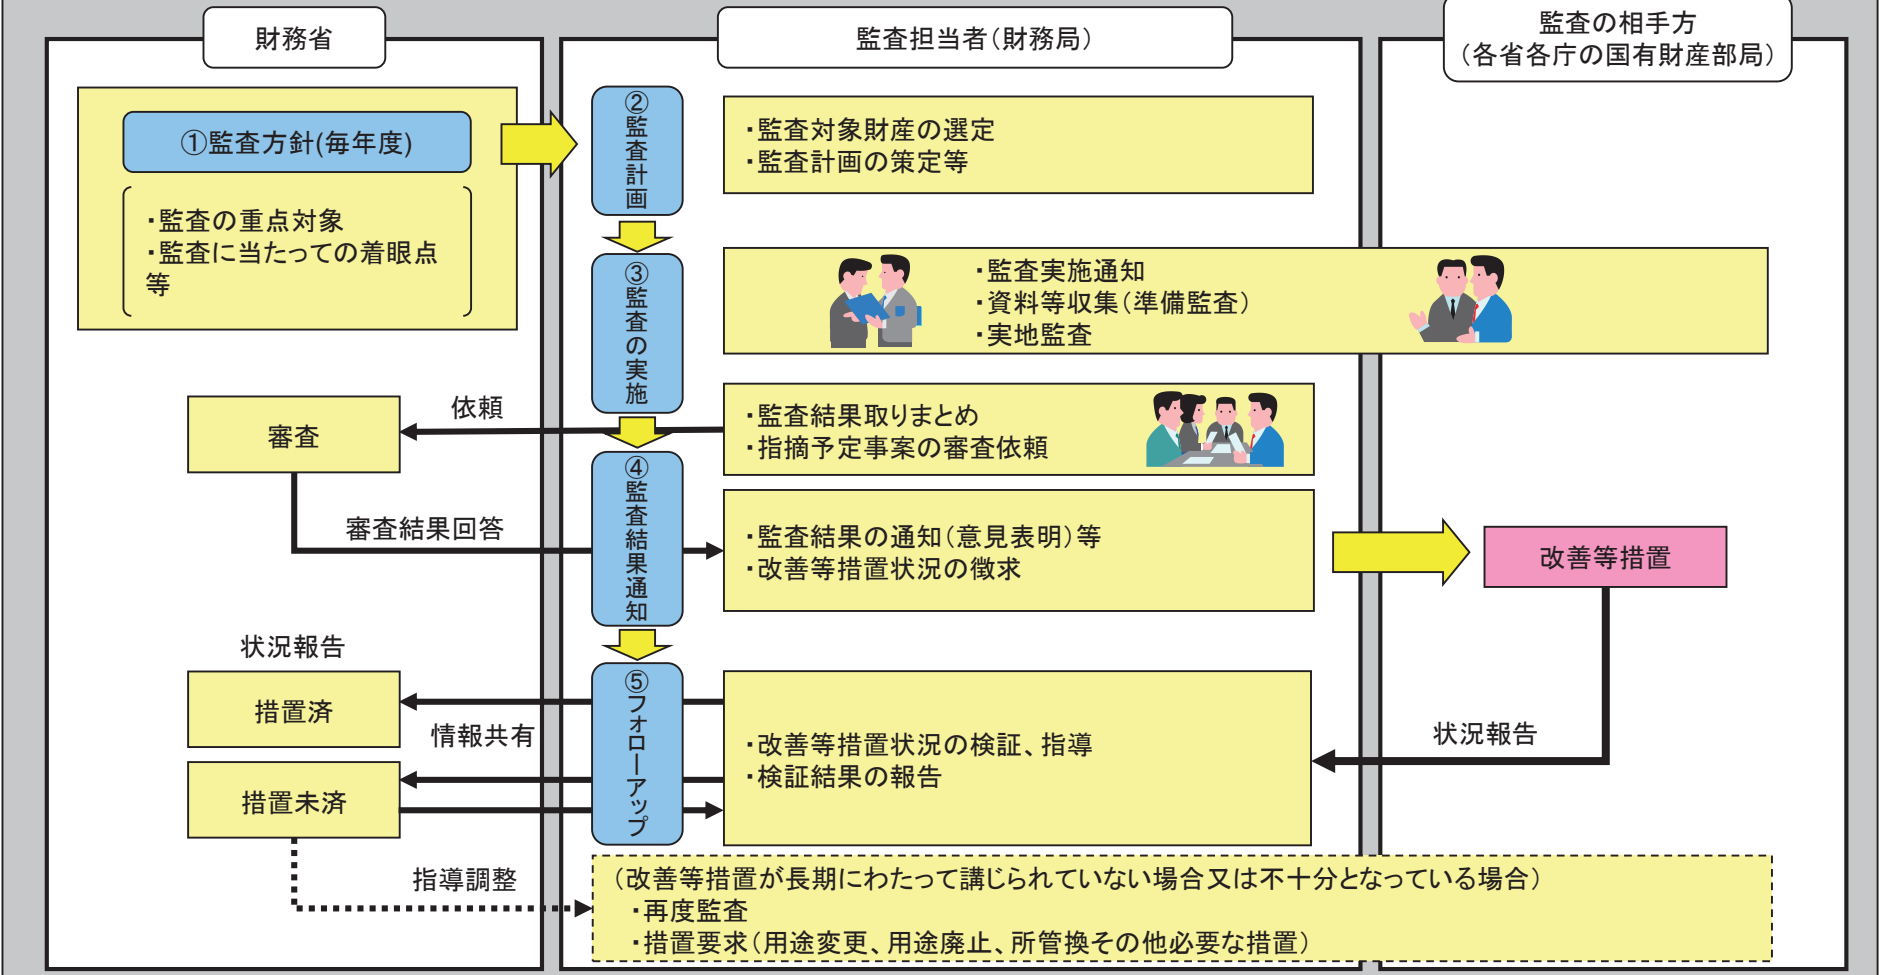 財務省
監査担当者（財務局）
監査の相手方
（各省各庁の国有財産部局）
①監査方針(毎年度)
・監査の重点対象
・監査に当たっての着眼点
等
②監査計画
・監査対象財産の選定
・監査計画の策定等
③監査の実施
・監査実施通知
・資料等収集（準備監査）
・実地監査
・監査結果取りまとめ
・指摘予定事案の審査依頼
依頼
審査
審査結果回答
④監査結果通知
・監査結果の通知（意見表明）等
・改善等措置状況の徴求
改善等措置
状況報告
状況報告
措置済
情報共有
措置未済
⑤フォローアップ
・改善等措置状況の検証、指導
・検証結果の報告
指導調整
（改善等措置が長期にわたって講じられていない場合又は不十分となっている場合）
・再度監査
・措置要求（用途変更、用途廃止、所管換その他必要な措置）